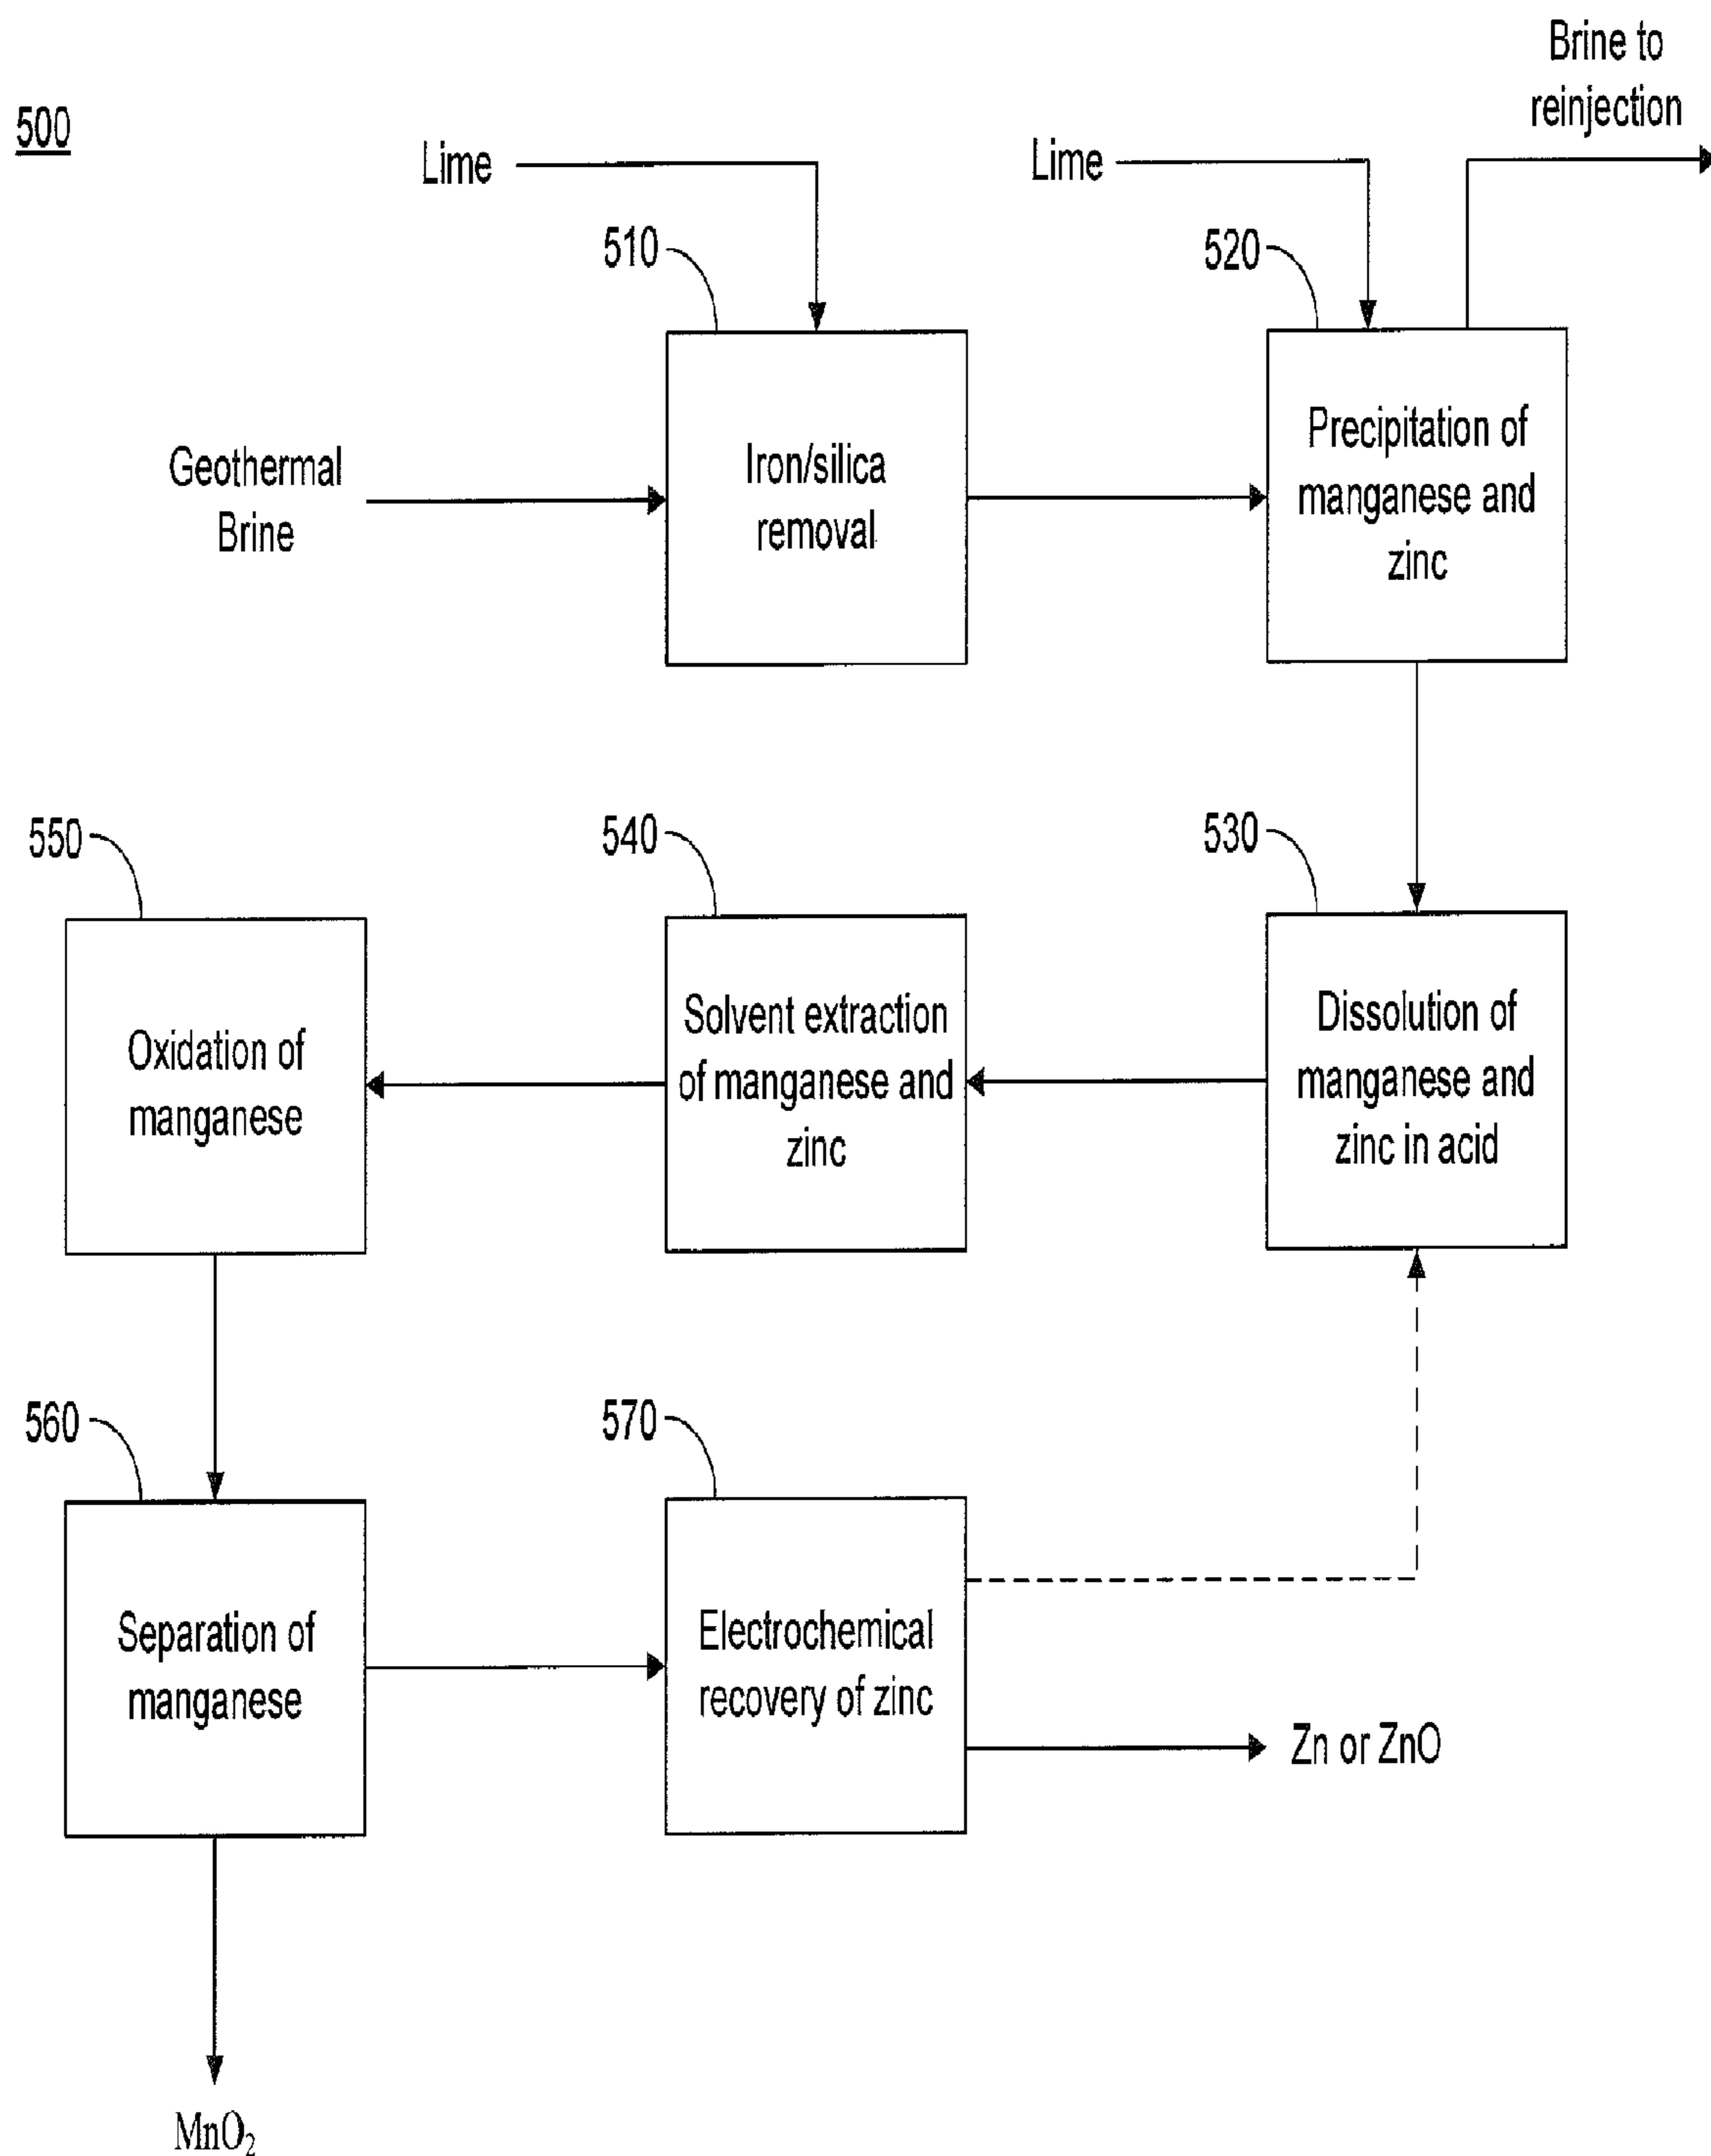 500
Brine to
reinjection
Lime
Lime
510
520
Geothermal
Brine
Iron/silica
removal
Precipitation of
manganese and
zinc
550
540
530
Oxidation of
manganese
Solvent extraction
of manganese and
zinc
Dissolution of
manganese and
zinc in acid
560
570
Separation of
manganese
Electrochemical
recovery of zinc
Zn or ZnO
MnO₂